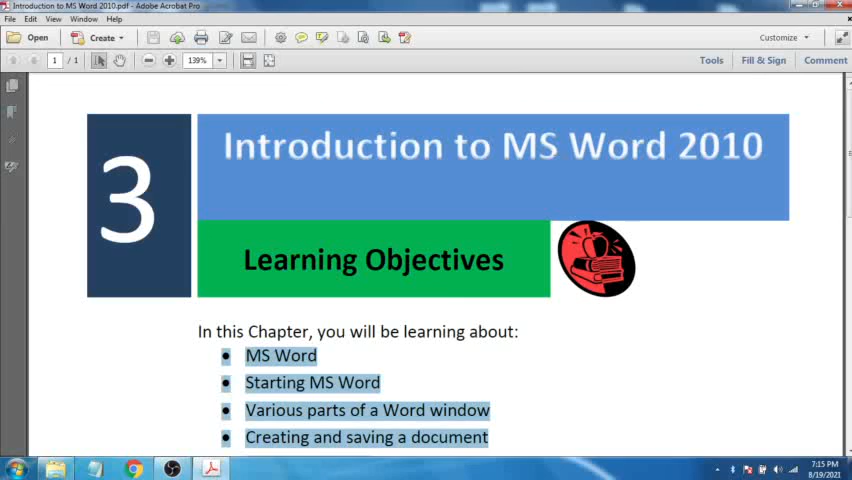 Introduction to MS Word 2010.pdf - Adobe Acrobat Pro
File Edit View Window Help
Open Create Customize
1 / 1 139% Tools Fill & Sign Comment
3
Introduction to MS Word 2010
Learning Objectives
In this Chapter, you will be learning about:
• MS Word
• Starting MS Word
• Various parts of a Word window
• Creating and saving a document
7:15 PM
8/19/2021